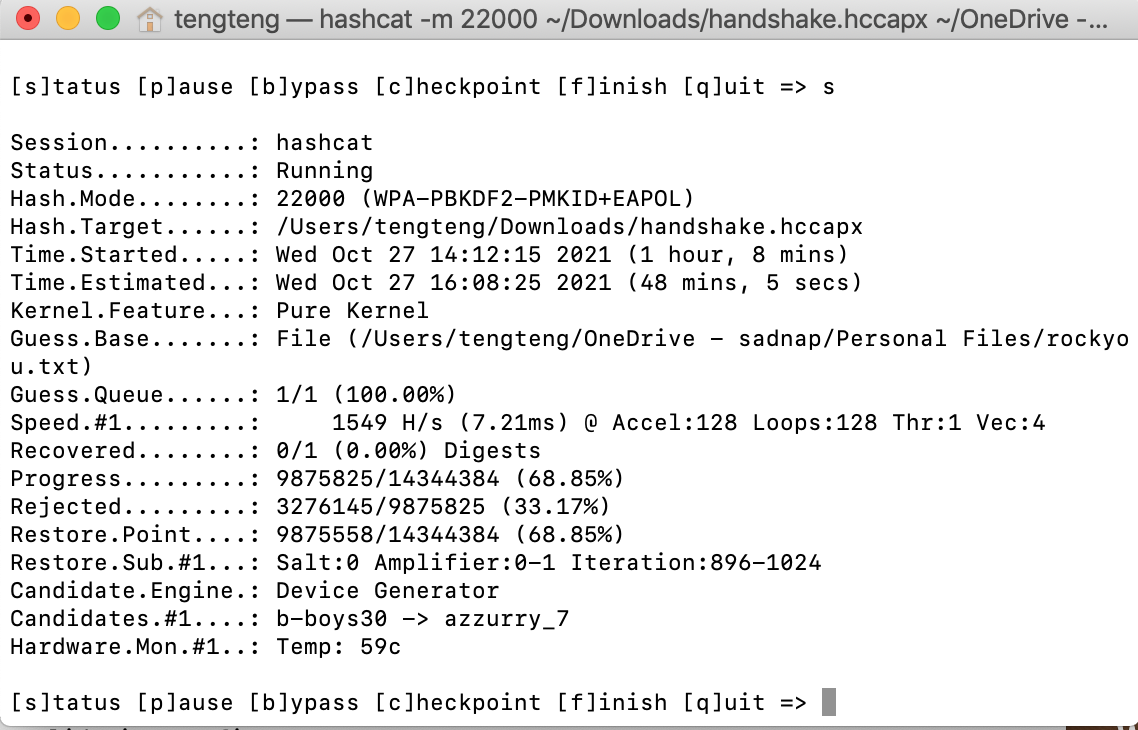 tengteng — hashcat -m 22000 ~/Downloads/handshake.hccapx ~/OneDrive -...
[s]tatus [p]ause [b]ypass [c]heckpoint [f]inish [q]uit => s
Session..........: hashcat
Status...........: Running
Hash.Mode........: 22000 (WPA-PBKDF2-PMKID+EAPOL)
Hash.Target......: /Users/tengteng/Downloads/handshake.hccapx
Time.Started.....: Wed Oct 27 14:12:15 2021 (1 hour, 8 mins)
Time.Estimated...: Wed Oct 27 16:08:25 2021 (48 mins, 5 secs)
Kernel.Feature...: Pure Kernel
Guess.Base.......: File (/Users/tengteng/OneDrive - sadnap/Personal Files/rockyo
u.txt)
Guess.Queue......: 1/1 (100.00%)
Speed.#1.........:     1549 H/s (7.21ms) @ Accel:128 Loops:128 Thr:1 Vec:4
Recovered........: 0/1 (0.00%) Digests
Progress.........: 9875825/14344384 (68.85%)
Rejected.........: 3276145/9875825 (33.17%)
Restore.Point....: 9875558/14344384 (68.85%)
Restore.Sub.#1...: Salt:0 Amplifier:0-1 Iteration:896-1024
Candidate.Engine.: Device Generator
Candidates.#1....: b-boys30 -> azzurry_7
Hardware.Mon.#1..: Temp: 59c
[s]tatus [p]ause [b]ypass [c]heckpoint [f]inish [q]uit =>